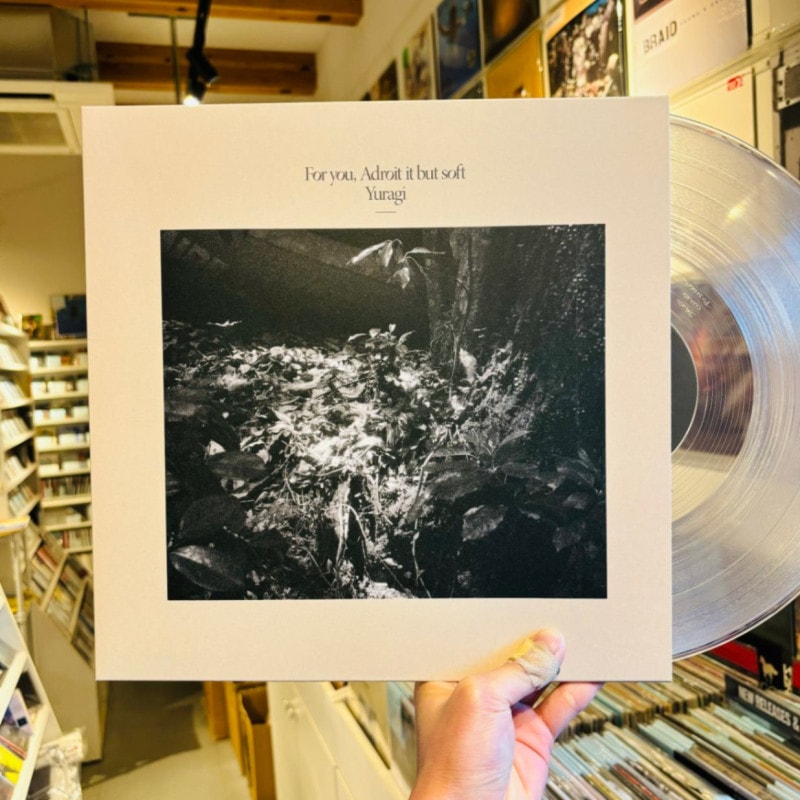 For you, Adroit it but soft
Yuragi
BRAID
NEW RELEASES &